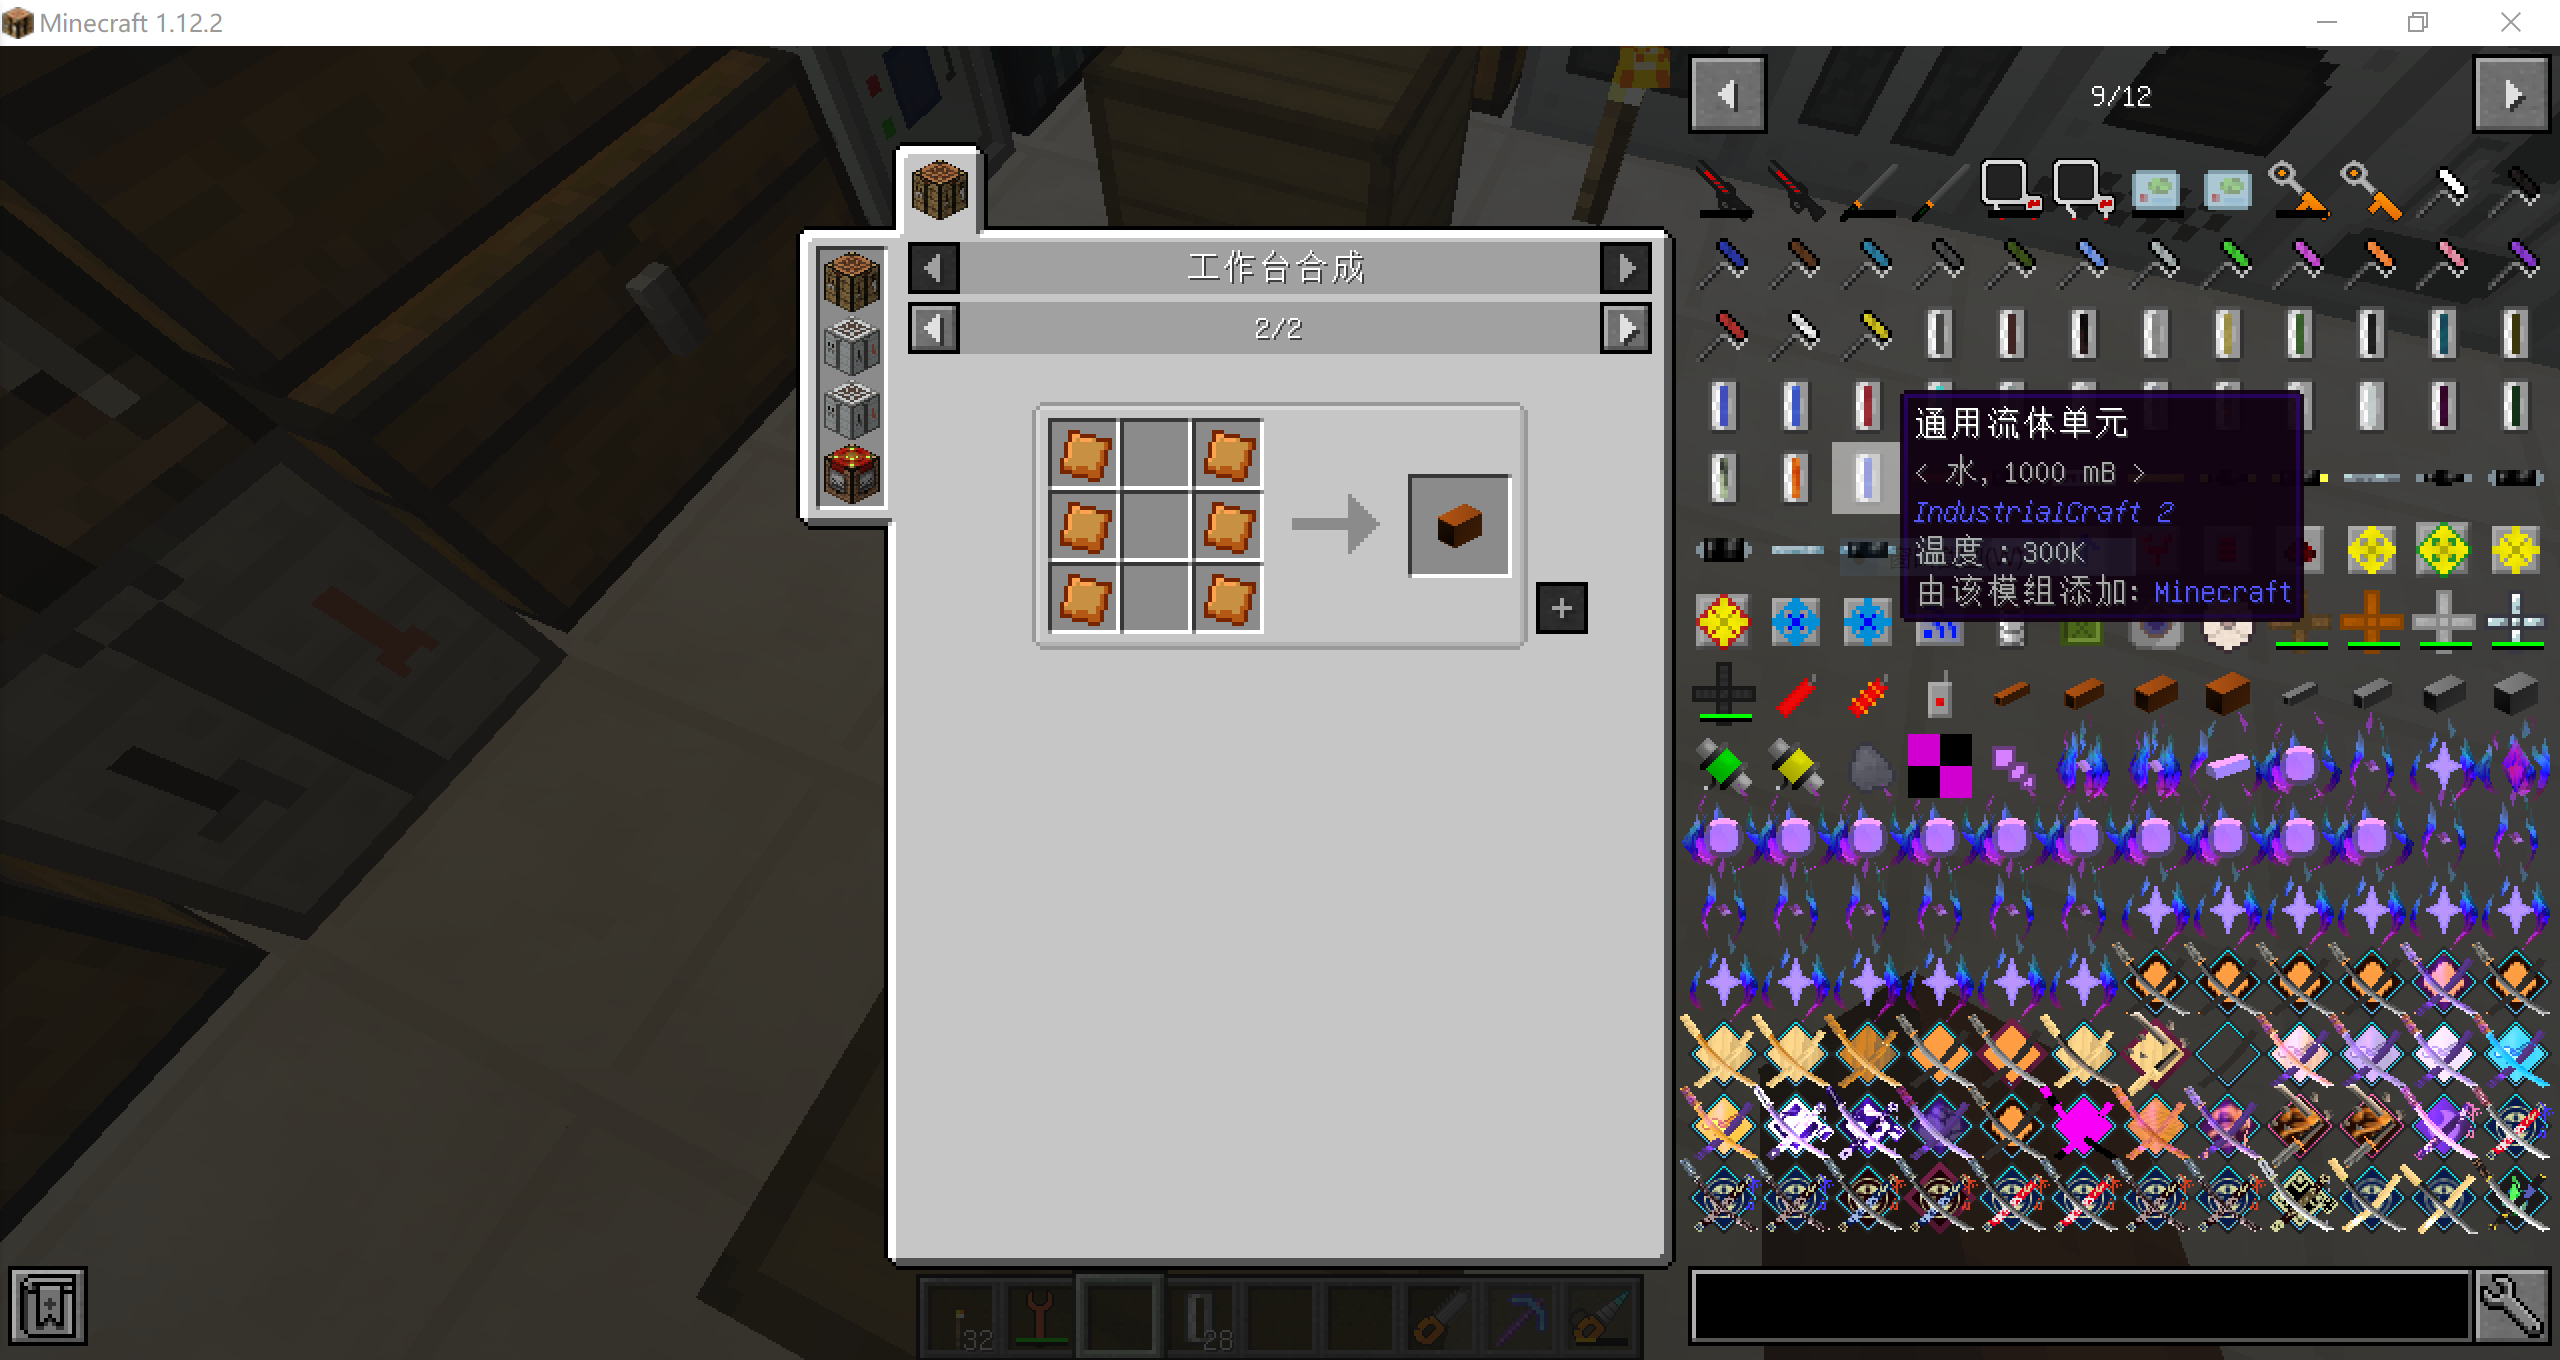 Minecraft 1.12.2
9/12
工作台合成
2/2
通用流体单元
< 水, 1000 mB >
IndustrialCraft 2
温度 : 300K
由该模组添加: Minecraft
32
28